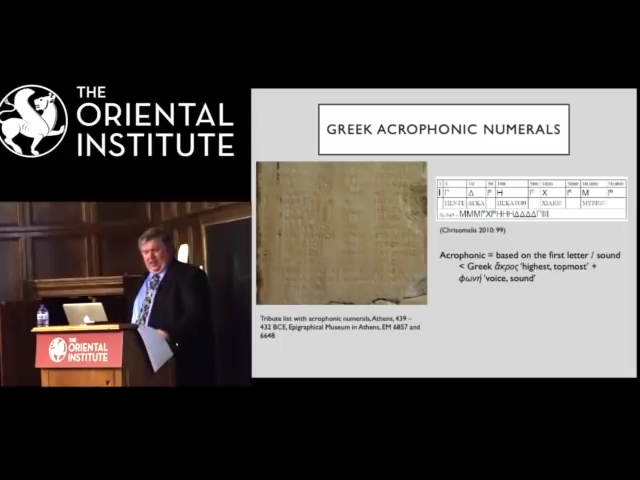 THE
ORIENTAL
INSTITUTE
THE
ORIENTAL
INSTITUTE
GREEK ACROPHONIC NUMERALS
Tribute list with acrophonic numerals, Athens, 439 –
432 BCE, Epigraphical Museum in Athens, EM 6857 and
6648
(Chrisomalis 2010: 99)
Acrophonic = based on the first letter / sound
< Greek ἄκρος 'highest, topmost' +
φωνή 'voice, sound'